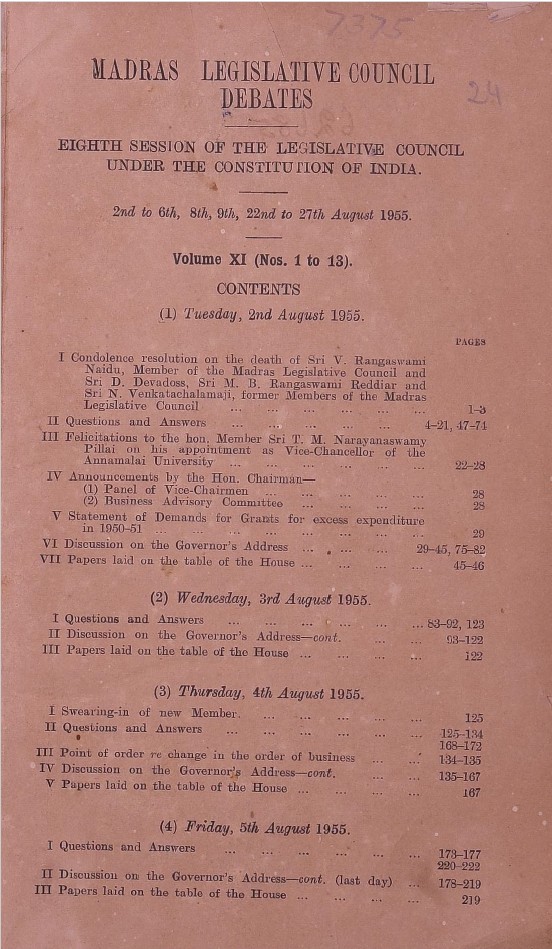 7375
24
MADRAS LEGISLATIVE COUNCIL
DEBATES
EIGHTH SESSION OF THE LEGISLATIVE COUNCIL
UNDER THE CONSTITUTION OF INDIA.
2nd to 6th, 8th, 9th, 22nd to 27th August 1955.
Volume XI (Nos. 1 to 13).
CONTENTS
(1) Tuesday, 2nd August 1955.
PAGES
I Condolence resolution on the death of Sri V. Rangaswami
Naidu, Member of the Madras Legislative Council and
Sri D. Devadoss, Sri M. B. Rangaswami Reddiar and
Sri N. Venkatachalamaji, former Members of the Madras
Legislative Council ... ... ... ... ... ... 1–3
II Questions and Answers ... ... ... ... ... 4–21, 47–74
III Felicitations to the hon. Member Sri T. M. Narayanaswamy
Pillai on his appointment as Vice-Chancellor of the
Annamalai University ... ... ... ... ... ... 22–28
IV Announcements by the Hon. Chairman—
(1) Panel of Vice-Chairmen ... ... ... ... ... 28
(2) Business Advisory Committee ... ... ... ... 28
V Statement of Demands for Grants for excess expenditure
in 1950-51 ... ... ... ... ... ... ... ... 29
VI Discussion on the Governor's Address ... ... ... 29–45, 75–82
VII Papers laid on the table of the House ... ... ... ... 45–46
(2) Wednesday, 3rd August 1955.
I Questions and Answers ... ... ... ... ... ... 83–92, 123
II Discussion on the Governor's Address—cont. ... ... 93–122
III Papers laid on the table of the House ... ... ... ... 122
(3) Thursday, 4th August 1955.
I Swearing-in of new Member. ... ... ... ... ... 125
II Questions and Answers ... ... ... ... ... 125–134
168–172
III Point of order re change in the order of business ... ... 134–135
IV Discussion on the Governor's Address—cont. ... ... 135–167
V Papers laid on the table of the House ... ... ... ... 167
(4) Friday, 5th August 1955.
I Questions and Answers ... ... ... ... ... 173–177
220–222
II Discussion on the Governor's Address—cont. (last day) ... 178–219
III Papers laid on the table of the House ... ... ... ... 219